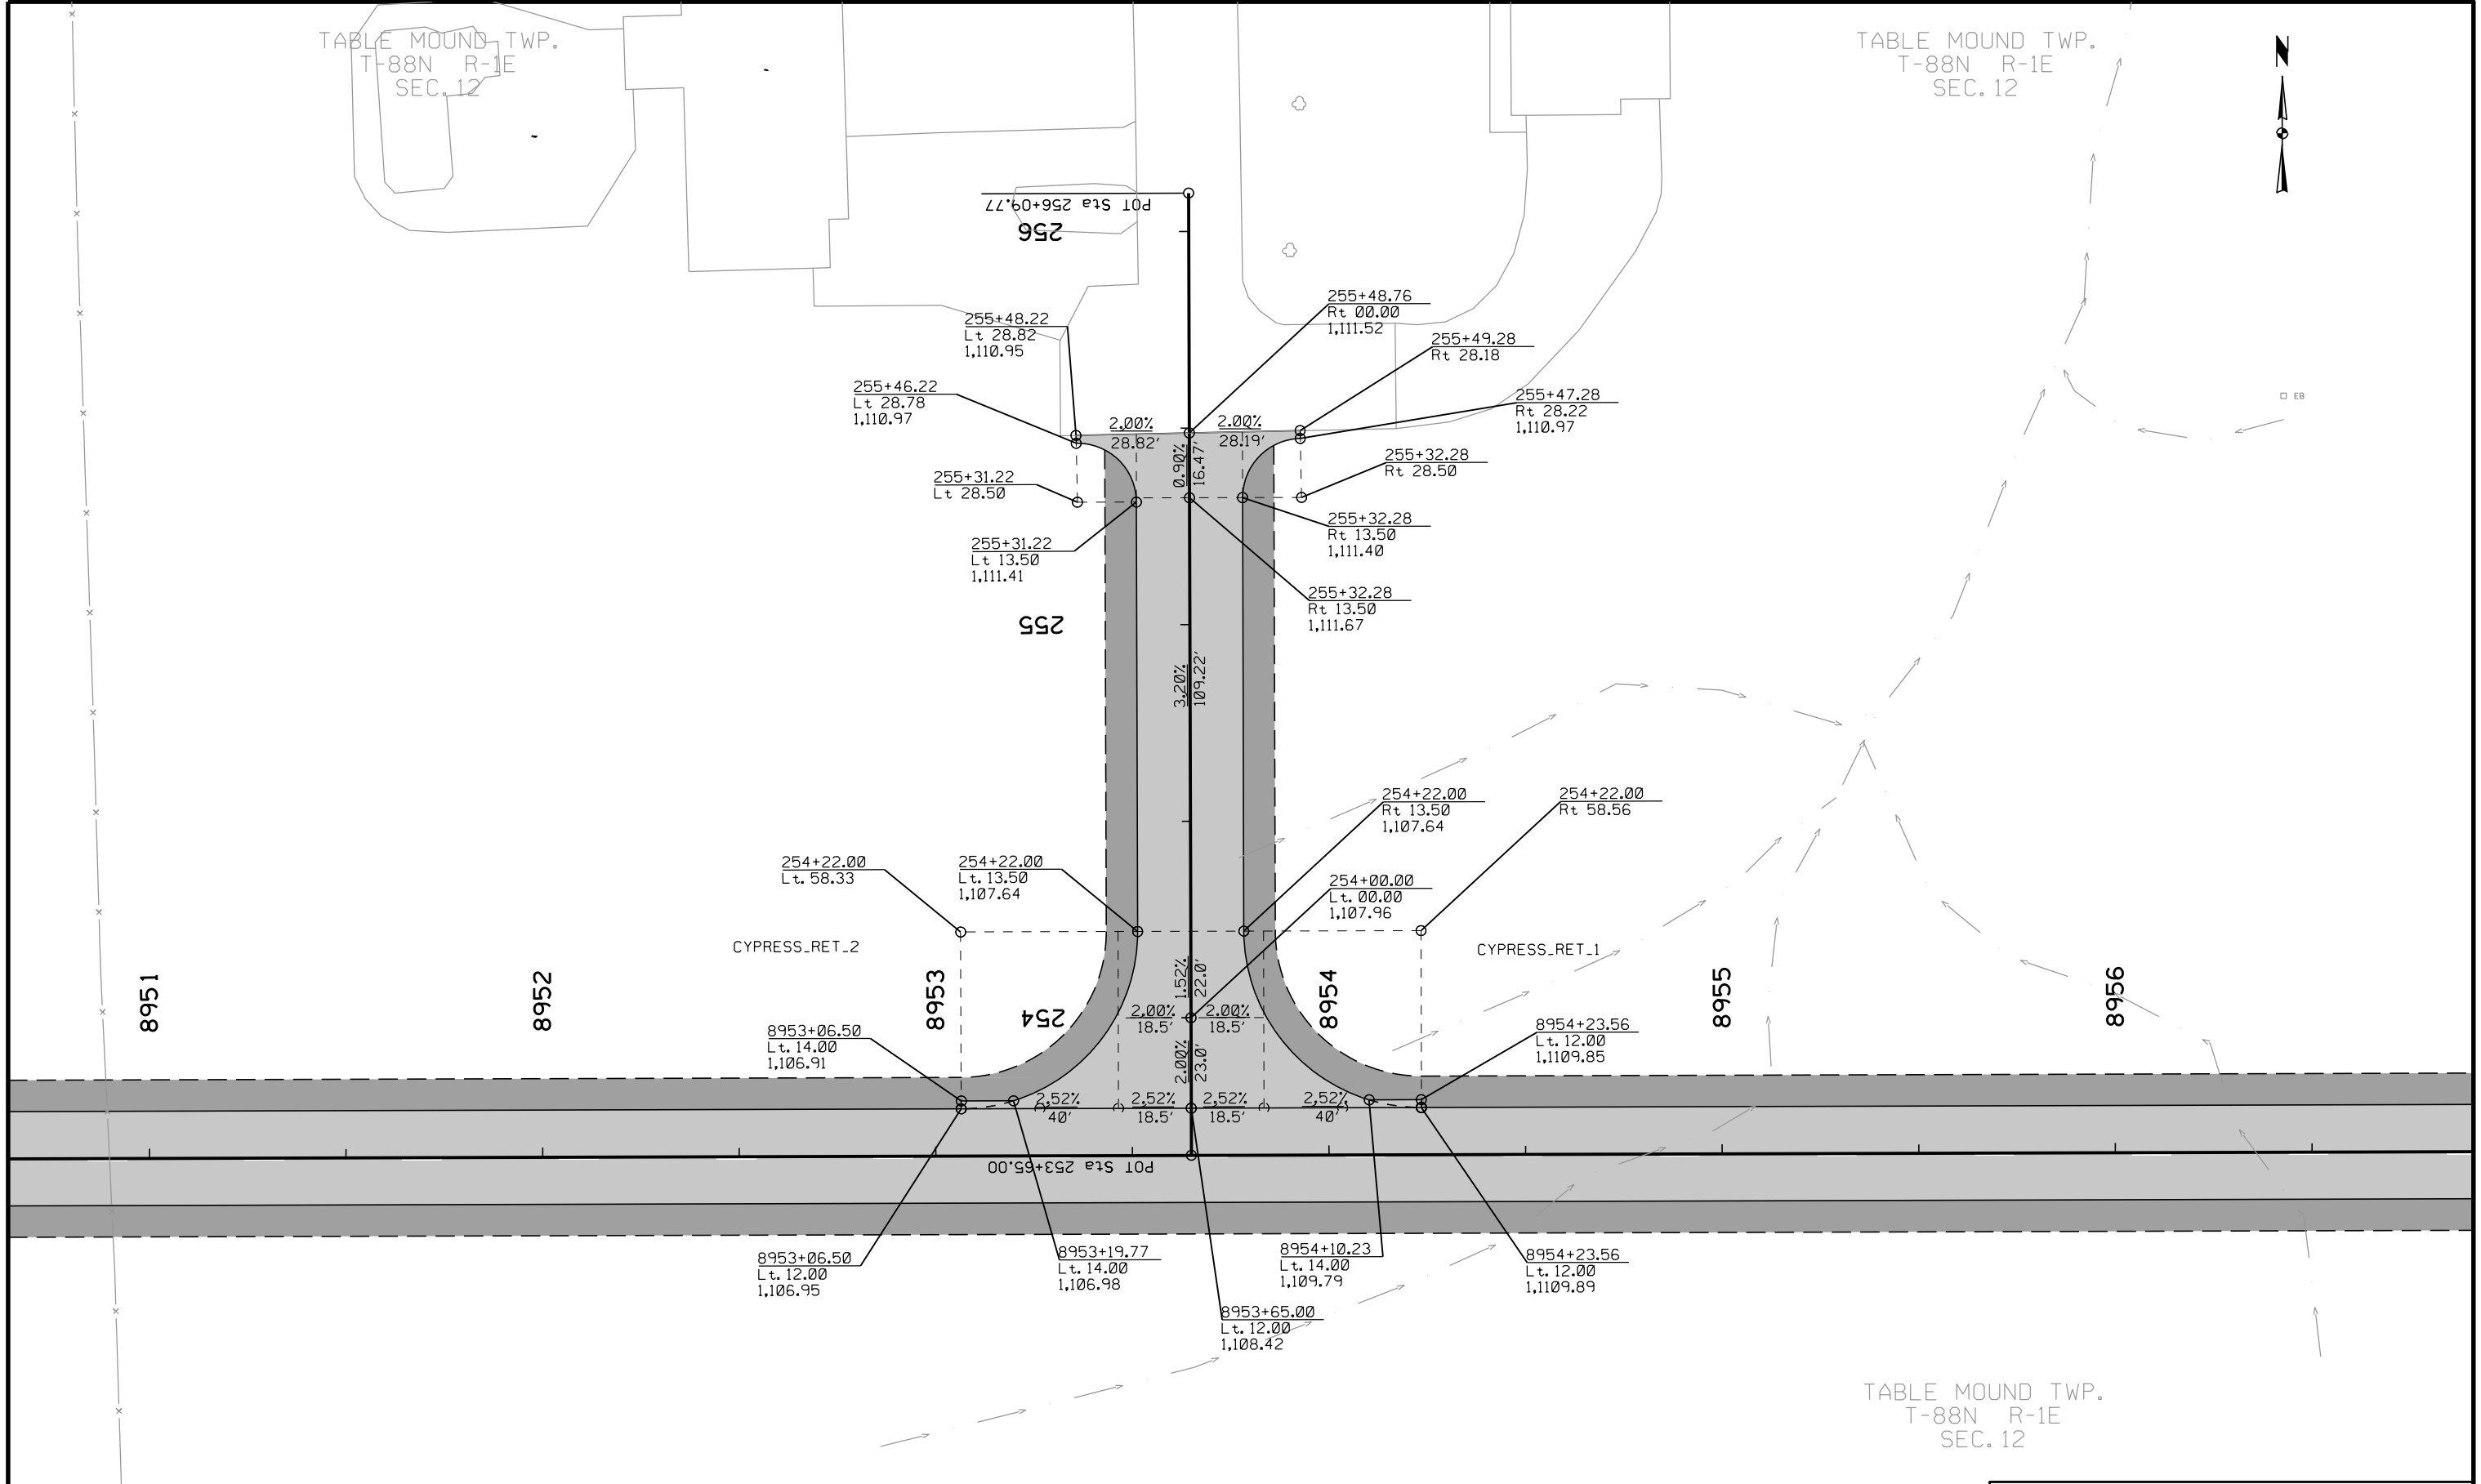 TABLE MOUND TWP.
T-88N R-1E
SEC. 12
TABLE MOUND TWP.
T-88N R-1E
SEC. 12
N
POT Sta 256+09.77
256
255+48.76
Rt 00.00
1,111.52
255+48.22
Lt 28.82
1,110.95
255+49.28
Rt 28.18
255+46.22
Lt 28.78
1,110.97
255+47.28
Rt 28.22
1,110.97
EB
2.00%
28.82'
2.00%
28.19'
0.90%
16.47'
255+32.28
Rt 28.50
255+31.22
Lt 28.50
255+32.28
Rt 13.50
1,111.40
255+31.22
Lt 13.50
1,111.41
255+32.28
Rt 13.50
1,111.67
255
3.20%
109.22'
254+22.00
Rt 13.50
1,107.64
254+22.00
Rt 58.56
254+22.00
Lt. 58.33
254+22.00
Lt. 13.50
1,107.64
254+00.00
Lt. 00.00
1,107.96
CYPRESS_RET_2
CYPRESS_RET_1
1.52%
22.0'
8951
8952
8953
254
8954
8955
8956
2.00%
18.5'
2.00%
18.5'
8953+06.50
Lt. 14.00
1,106.91
8954+23.56
Lt. 12.00
1,1109.85
2.00%
23.0'
2.52%
40'
2.52%
18.5'
2.52%
18.5'
2.52%
40'
POT Sta 253+65.00
8953+06.50
Lt. 12.00
1,106.95
8953+19.77
Lt. 14.00
1,106.98
8954+10.23
Lt. 14.00
1,109.79
8954+23.56
Lt. 12.00
1,1109.89
8953+65.00
Lt. 12.00
1,108.42
TABLE MOUND TWP.
T-88N R-1E
SEC. 12